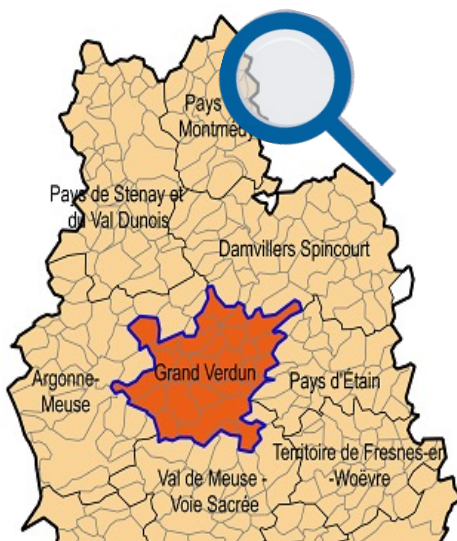 Pays
Montmédy
Pays de Stenay et
du Val Dunois
Damvillers Spincourt
Grand Verdun
Argonne-
Meuse
Pays d'Étain
Territoire de Fresnes-en
-Woëvre
Val de Meuse -
Voie Sacrée